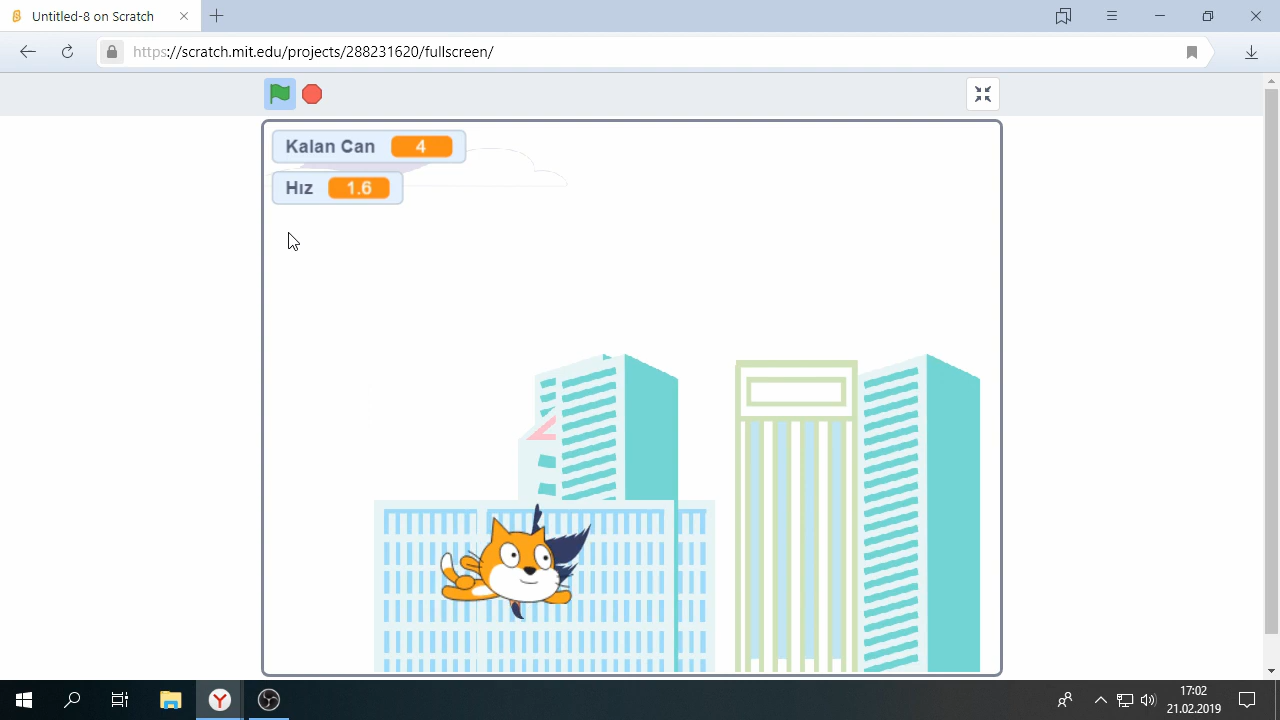 Untitled-8 on Scratch
https://scratch.mit.edu/projects/288231620/fullscreen/
Kalan Can 4
Hız 1.6
17:02
21.02.2019